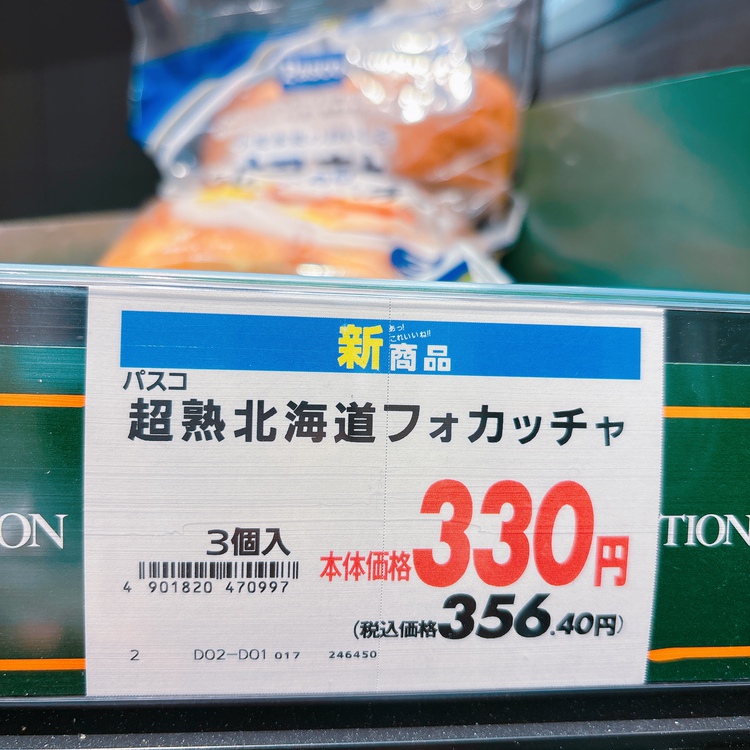 Pasco
新商品
あっ!
これいいね!!
パスコ
超熟北海道フォカッチャ
3個入
4 901820 470997
本体価格330円
(税込価格356.40円)
2 D02-D01 017 246450
ON
TION